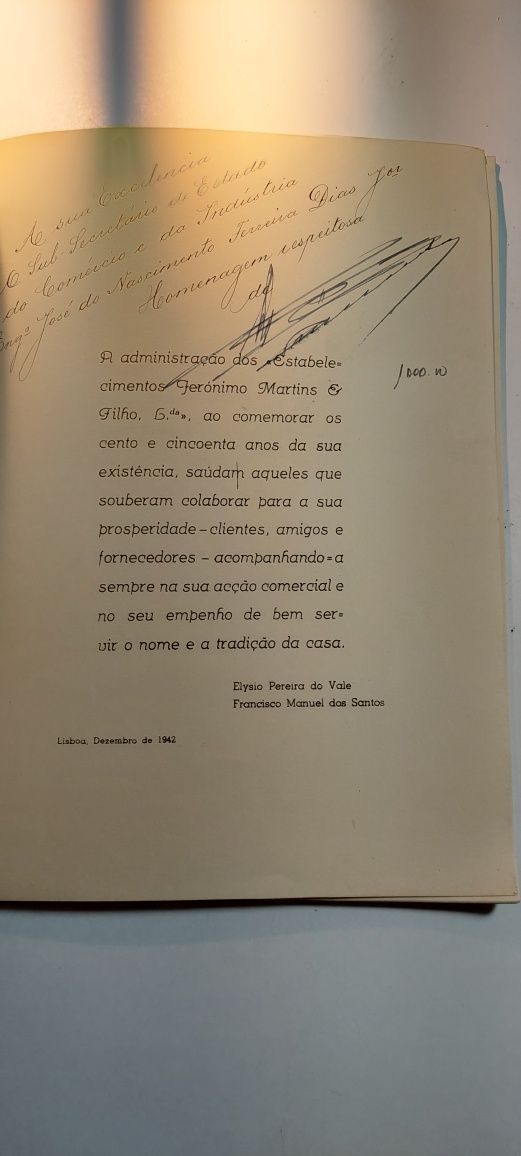 A sua Excelencia
O Sub-Secretário de Estado
do Comércio e da Indústria
Engº José do Nascimento Ferreira Dias Jor
Homenagem respeitosa
de
1000.00
A administração dos «Estabele=
cimentos Jerónimo Martins &
Filho, L.da», ao comemorar os
cento e cincoenta anos da sua
existência, saúdam aqueles que
souberam colaborar para a sua
prosperidade – clientes, amigos e
fornecedores – acompanhando=a
sempre na sua acção comercial e
no seu empenho de bem ser=
vir o nome e a tradição da casa.
Elysio Pereira do Vale
Francisco Manuel dos Santos
Lisboa, Dezembro de 1942